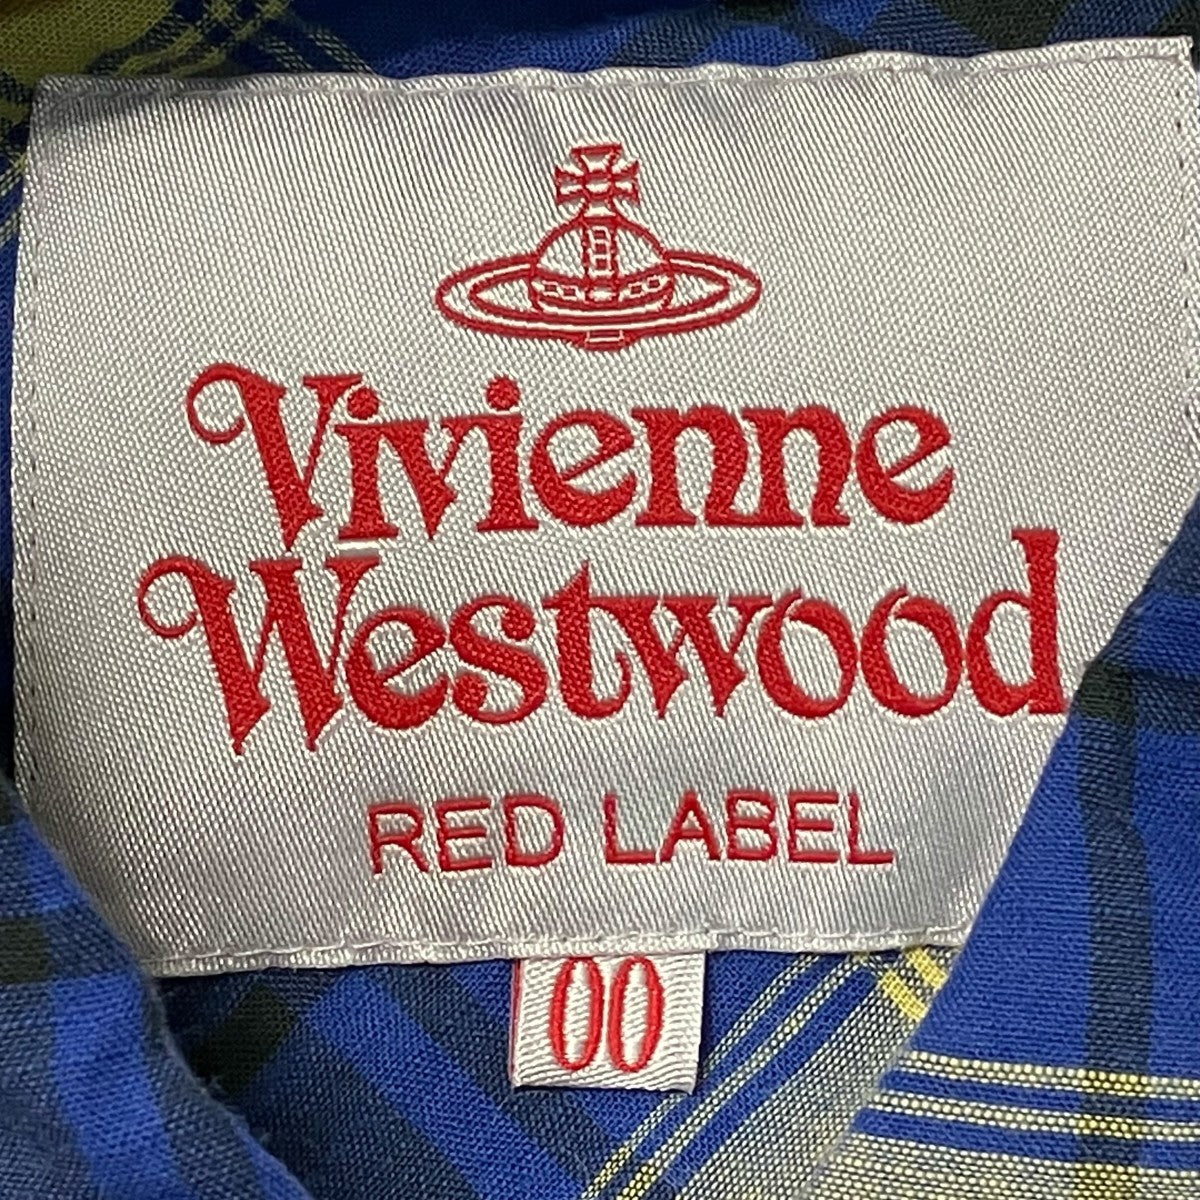 Vivienne
Westwood
RED LABEL
00